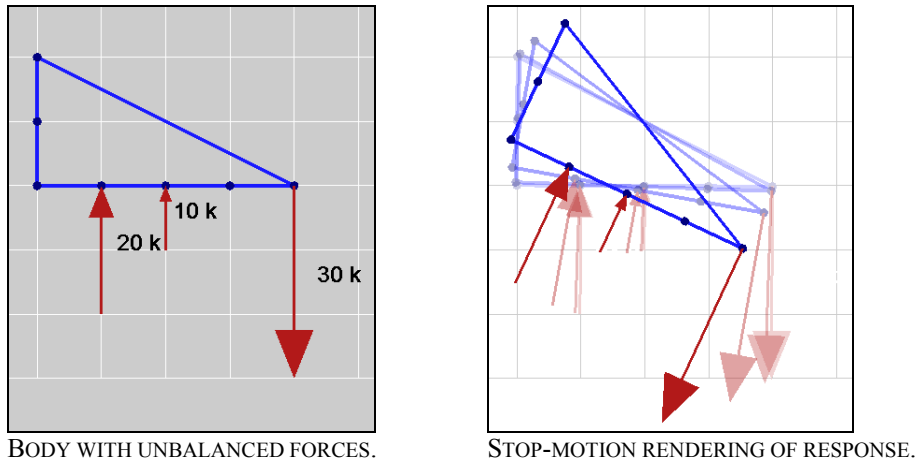 10 k
20 k
30 k
BODY WITH UNBALANCED FORCES.
STOP-MOTION RENDERING OF RESPONSE.